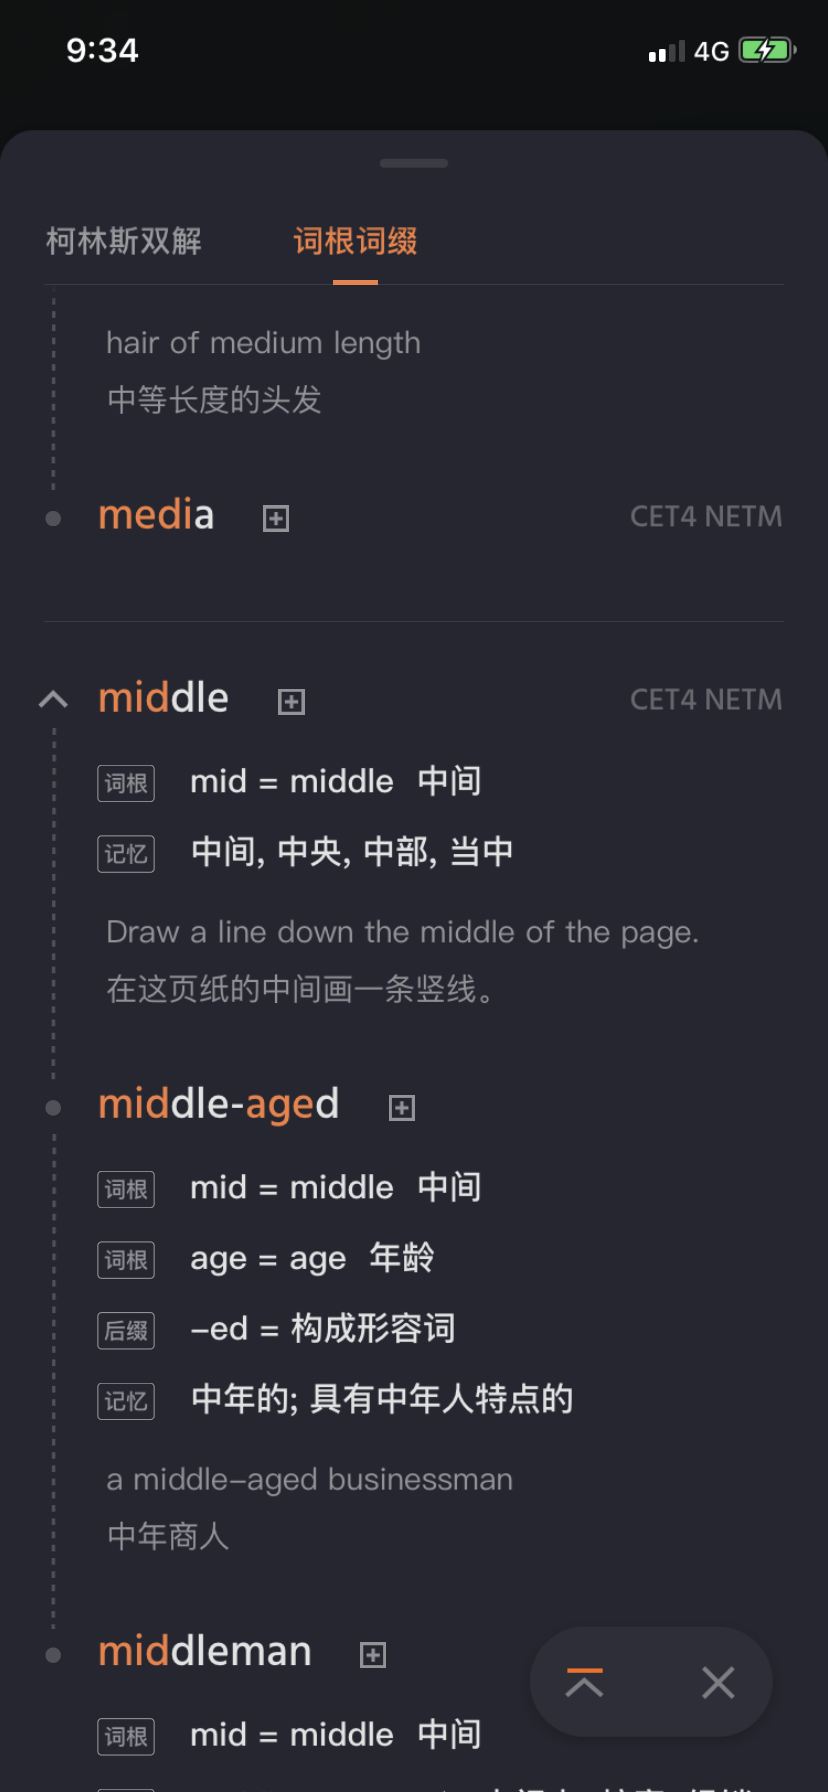 9:34 4G
柯林斯双解 词根词缀
hair of medium length
中等长度的头发
media CET4 NETM
middle CET4 NETM
词根 mid = middle 中间
记忆 中间, 中央, 中部, 当中
Draw a line down the middle of the page.
在这页纸的中间画一条竖线。
middle-aged
词根 mid = middle 中间
词根 age = age 年龄
后缀 –ed = 构成形容词
记忆 中年的; 具有中年人特点的
a middle–aged businessman
中年商人
middleman
词根 mid = middle 中间